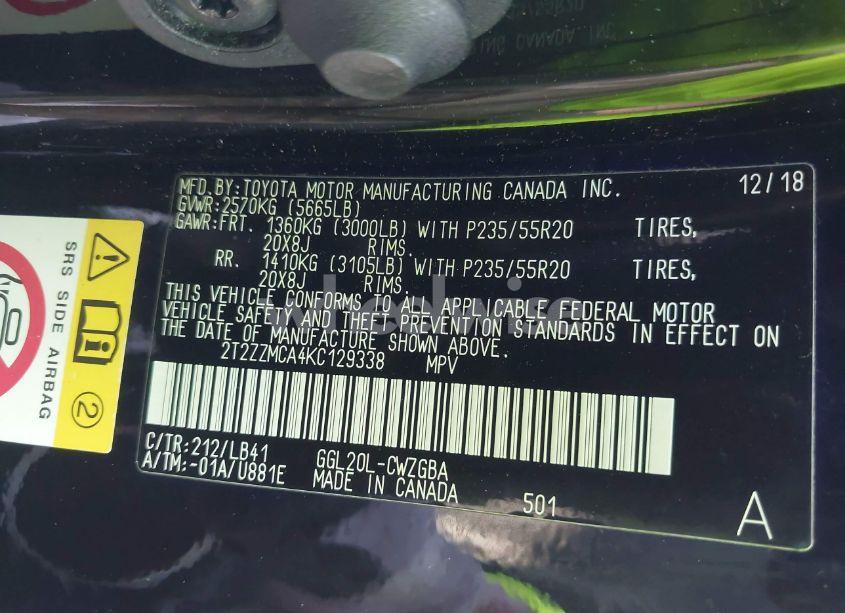 MFD.BY:TOYOTA MOTOR MANUFACTURING CANADA INC. 12/18
GVWR:2570KG (5665LB)
GAWR:FRT. 1360KG (3000LB) WITH P235/55R20 TIRES,
20X8J RIMS.
RR. 1410KG (3105LB) WITH P235/55R20 TIRES,
20X8J RIMS.
THIS VEHICLE CONFORMS TO ALL APPLICABLE FEDERAL MOTOR
VEHICLE SAFETY AND THEFT PREVENTION STANDARDS IN EFFECT ON
THE DATE OF MANUFACTURE SHOWN ABOVE.
2T2ZZMCA4KC129338 MPV
C/TR:212/LB41 GGL20L-CWZGBA
A/TM:-01A/U881E MADE IN CANADA 501
A
SRS SIDE AIRBAG
2